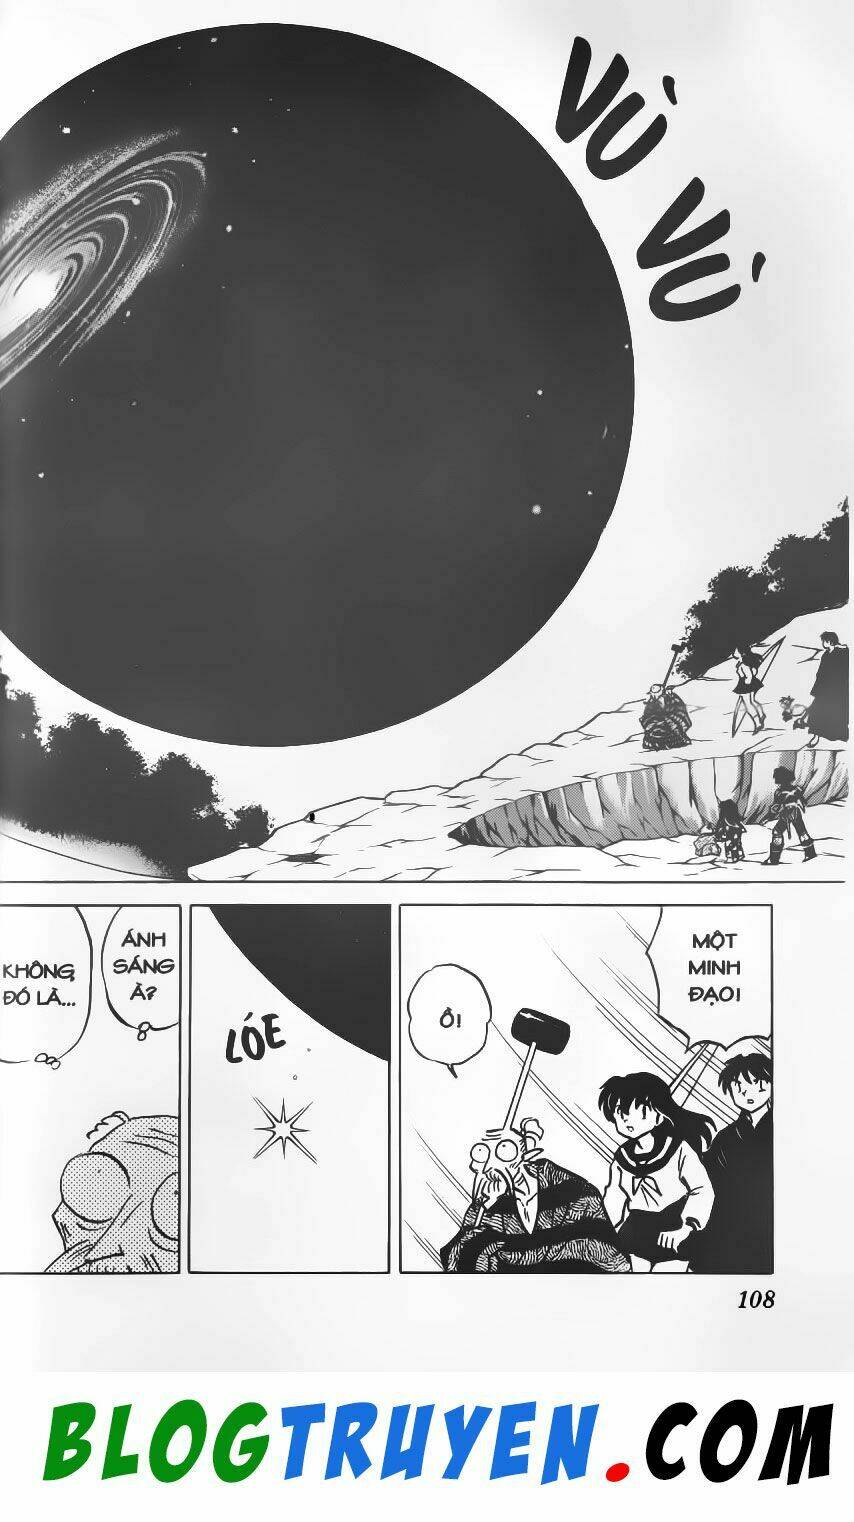 VÙ VÙ
MỘT
MINH
ĐẠO!
Ồ!
LÓE
ÁNH
SÁNG
À?
KHÔNG,
ĐÓ LÀ...
108
BLOGTRUYEN.COM